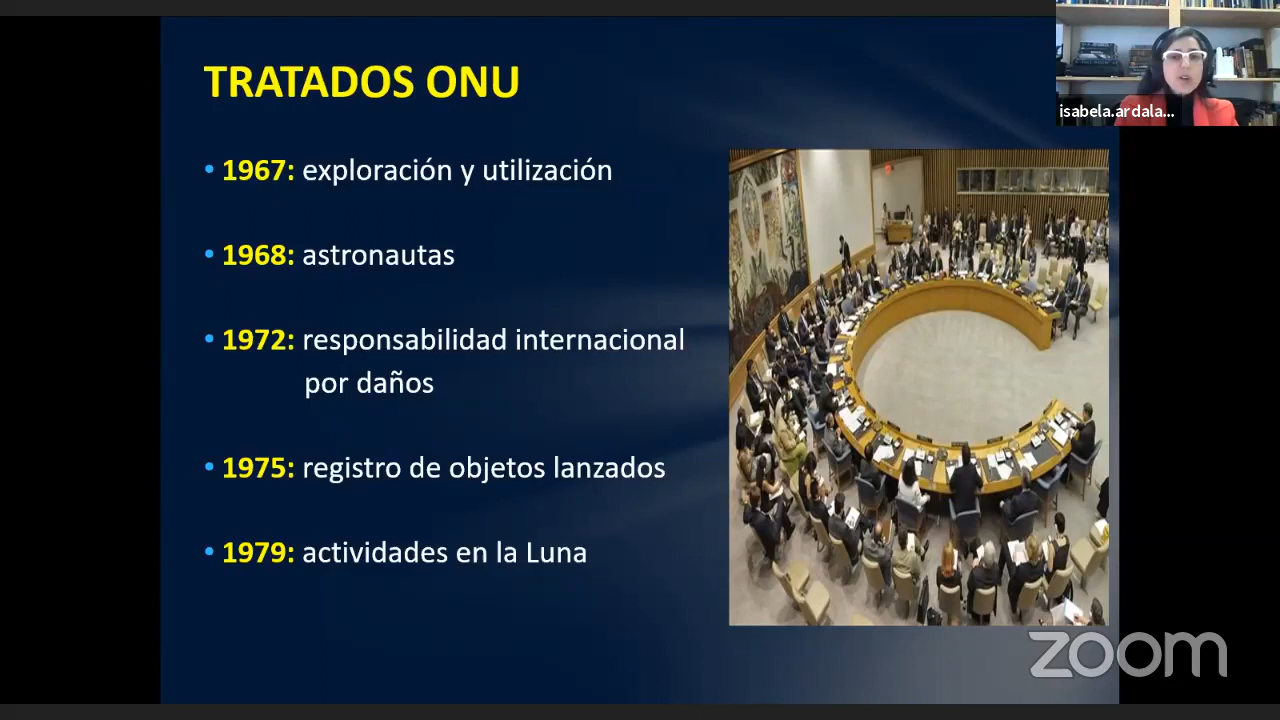 TRATADOS ONU
isabela.ardala...
• 1967: exploración y utilización
• 1968: astronautas
• 1972: responsabilidad internacional
por daños
• 1975: registro de objetos lanzados
• 1979: actividades en la Luna
zoom